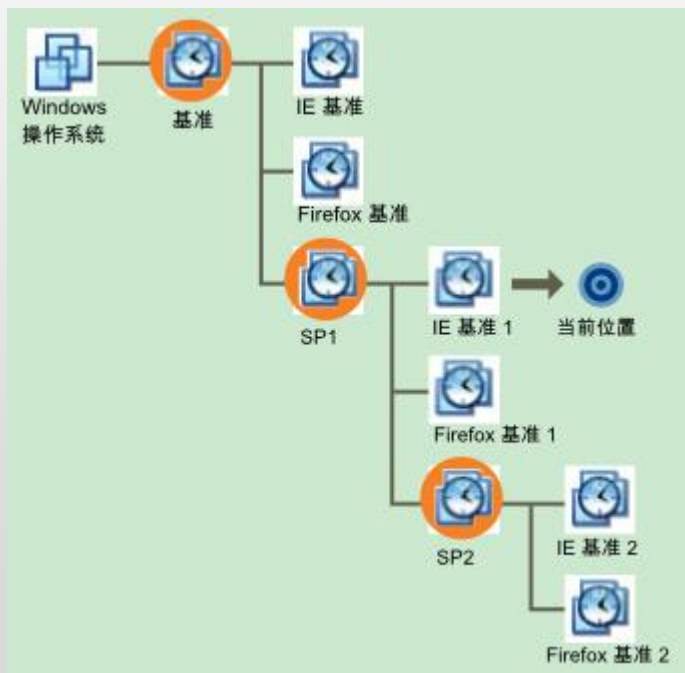 Windows
操作系统
基准
IE 基准
Firefox 基准
SP1
IE 基准 1
当前位置
Firefox 基准 1
SP2
IE 基准 2
Firefox 基准 2